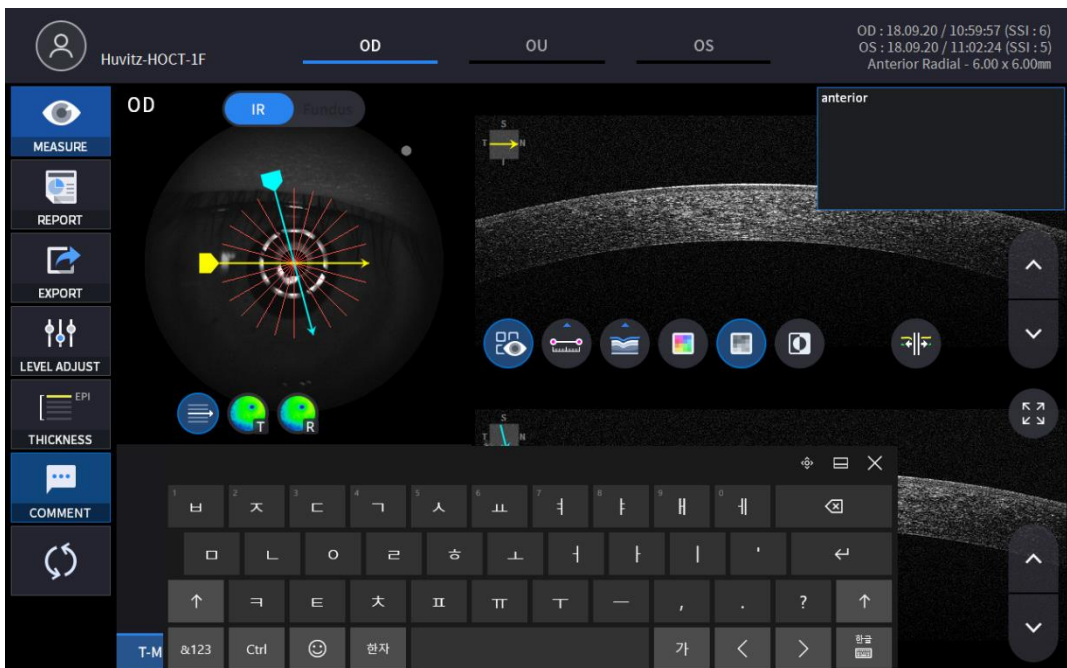 Huvitz-HOCT-1F
OD
OU
OS
OD : 18.09.20 / 10:59:57 (SSI : 6)
OS : 18.09.20 / 11:02:24 (SSI : 5)
Anterior Radial - 6.00 x 6.00mm
MEASURE
REPORT
EXPORT
LEVEL ADJUST
EPI
THICKNESS
COMMENT
OD
IR
Fundus
T
R
S
T N
I
anterior
S
T N
1 ㅂ 2 ㅈ 3 ㄷ 4 ㄱ 5 ㅅ 6 ㅛ 7 ㅕ 8 ㅑ 9 ㅐ 0 ㅔ
ㅁ ㄴ ㅇ ㄹ ㅎ ㅗ ㅓ ㅏ ㅣ '
ㅋ ㅌ ㅊ ㅍ ㅠ ㅜ ㅡ , . ?
T-M
&123 Ctrl 한자 가 한글